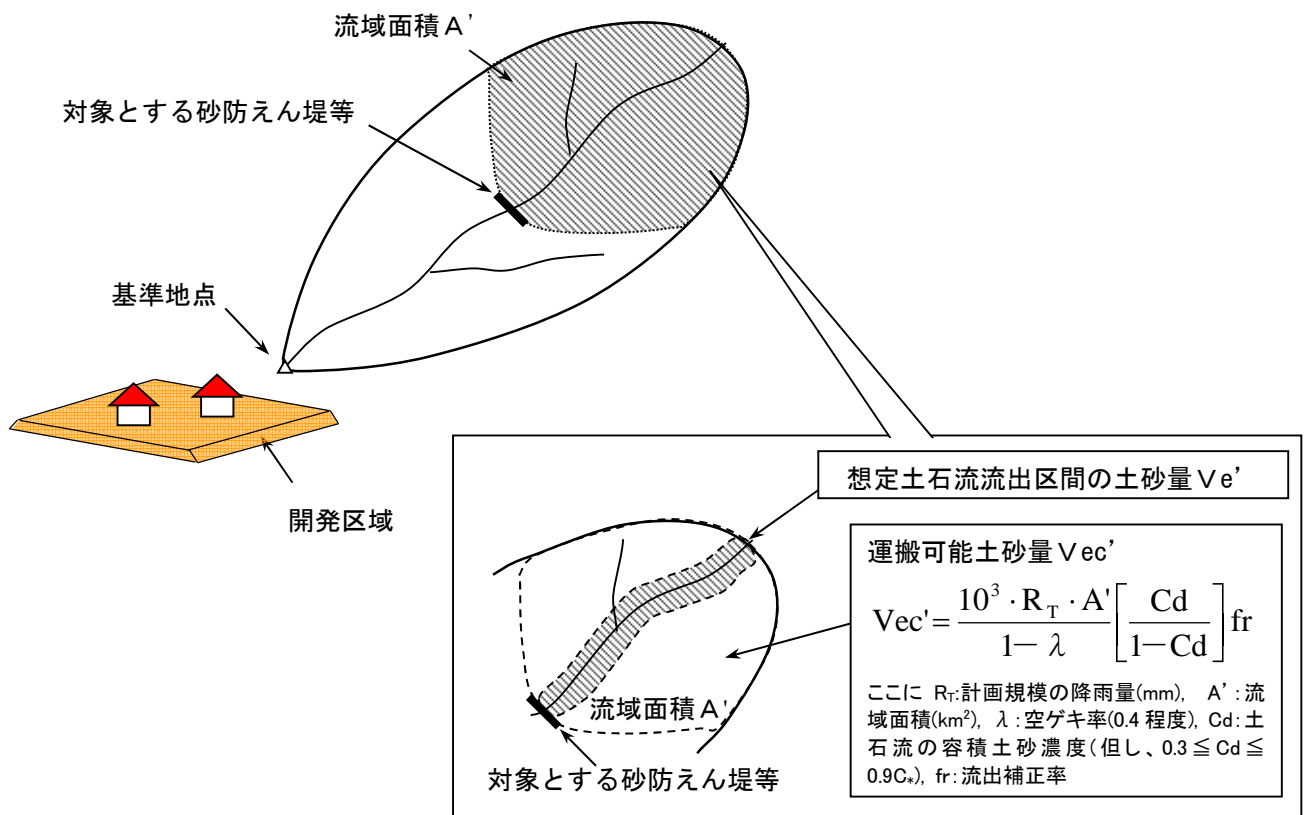 流域面積A’
対象とする砂防えん堤等
基準地点
開発区域
想定土石流流出区間の土砂量Ve’
運搬可能土砂量Vec’
Vec'= 10³・R_T・A' / 1−λ [Cd / 1−Cd] fr
ここに R_T:計画規模の降雨量(mm), A’:流
域面積(km²), λ:空ゲキ率(0.4 程度), Cd:土
石流の容積土砂濃度(但し、0.3≦Cd≦
0.9C*), fr:流出補正率
流域面積A’
対象とする砂防えん堤等